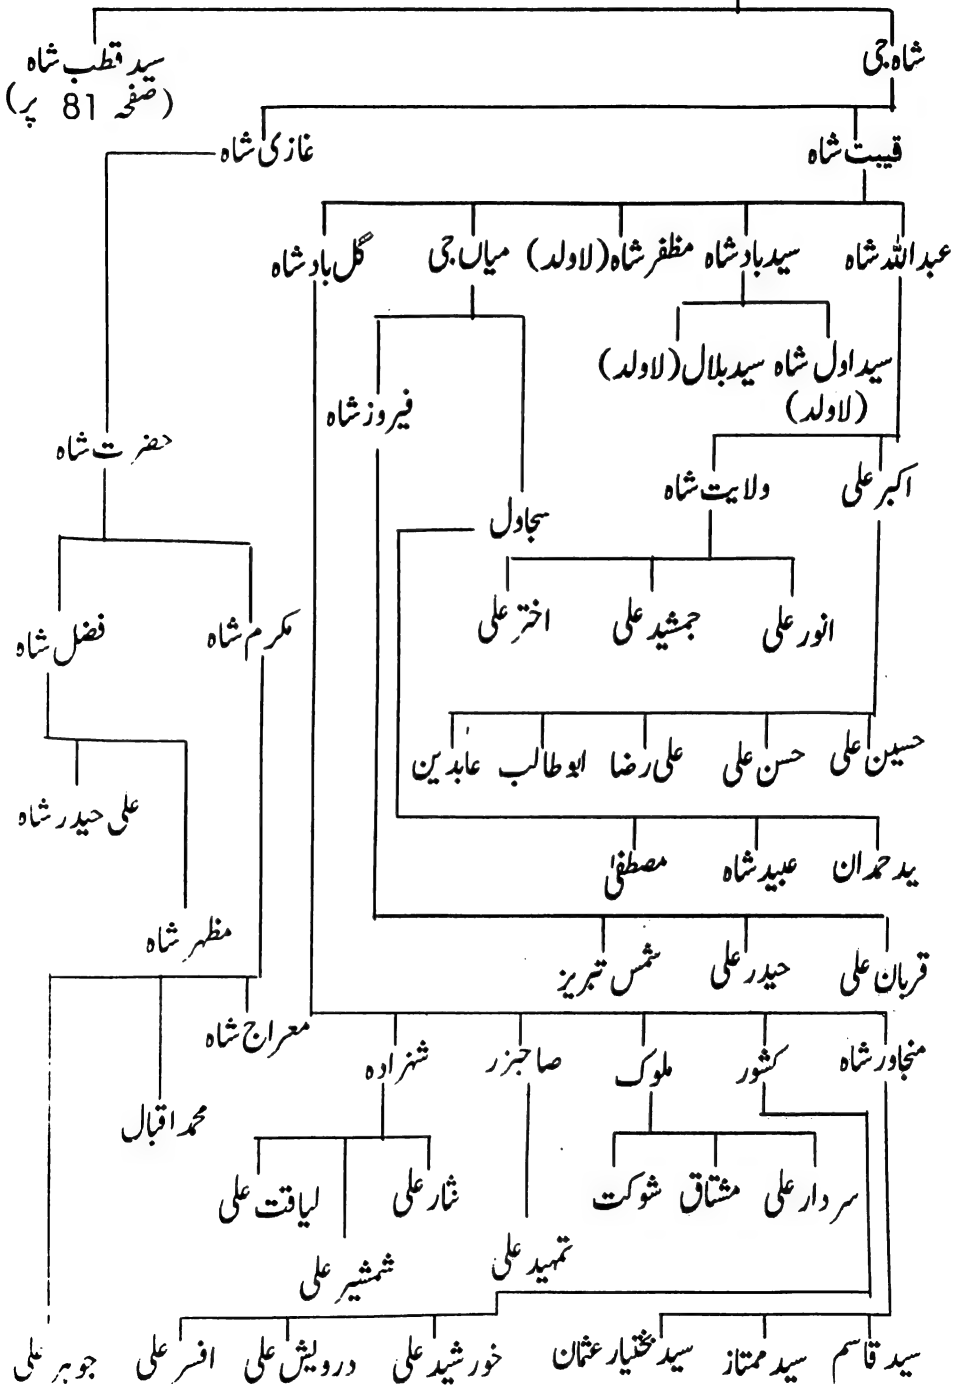 شاہ جی سید قطب شاہ
(صفحہ 81 پر)
قیبت شاہ غازی شاہ
عبداللہ شاہ سید بادشاہ مظفر شاہ (لاولد) میاں جی گل بادشاہ
سید اول شاہ سید بلال (لاولد)
(لاولد)
فیروز شاہ
حضرت شاہ
اکبر علی ولایت شاہ
سجاول
انور علی جمشید علی اختر علی
مکرم شاہ فضل شاہ
حسین علی حسن علی علی رضا ابو طالب عابدین
علی حیدر شاہ
ید حمدان عبید شاہ مصطفیٰ
مظہر شاہ
قربان علی حیدر علی شمس تبریز
معراج شاہ
منجاور شاہ کشور ملوک صاحبزر شہزادہ
محمد اقبال
سردار علی مشتاق شوکت نثار علی لیاقت علی
تمہید علی شمشیر علی
سید قاسم سید ممتاز سید بختیار عثمان خورشید علی درویش علی افسر علی جوہر علی